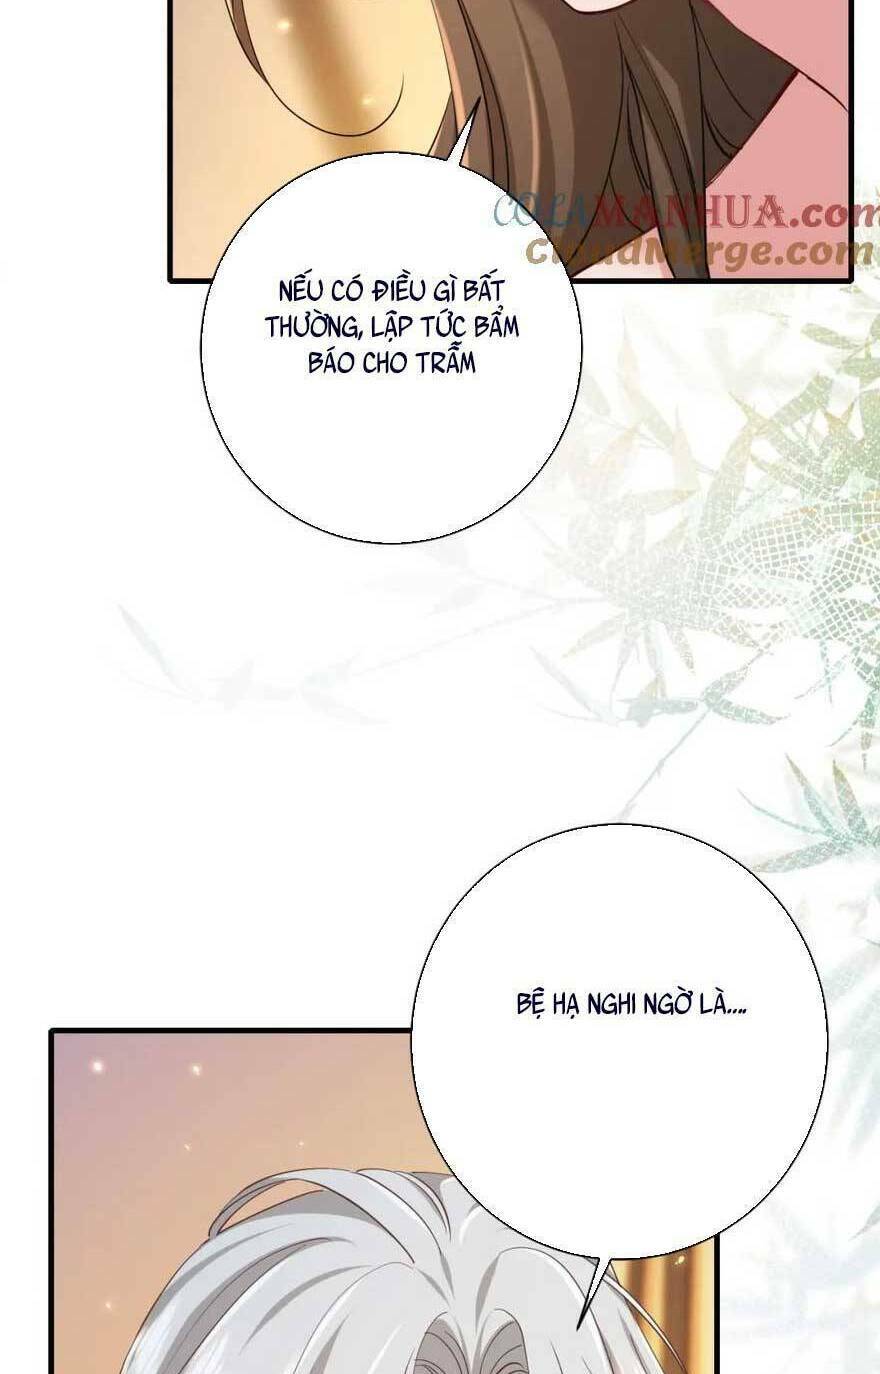 COLAMANHUA.com
CloudMerge.com
NẾU CÓ ĐIỀU GÌ BẤT
THƯỜNG, LẬP TỨC BẨM
BÁO CHO TRẪM
BỆ HẠ NGHI NGỜ LÀ....